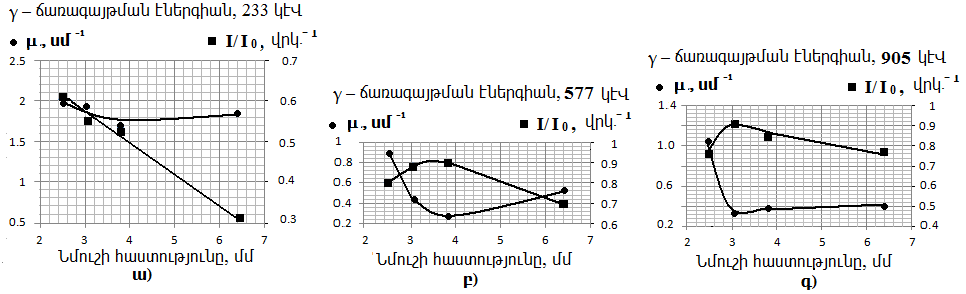 γ – ճառագայթման էներգիան, 233 կէՎ
● μ, սմ⁻¹ ■ I/I₀, վրկ.⁻¹
2.5 0.7
2 0.6
1.5 0.5
1 0.4
0.5 0.3
2 3 4 5 6 7
Նմուշի հաստությունը, մմ
ա)
γ – ճառագայթման էներգիան, 577 կէՎ
● μ, սմ⁻¹ ■ I/I₀, վրկ.⁻¹
1 1
0.8 0.9
0.6 0.8
0.4 0.7
0.2 0.6
2 3 4 5 6 7
Նմուշի հաստությունը, մմ
բ)
γ – ճառագայթման էներգիան, 905 կէՎ
● μ, սմ⁻¹ ■ I/I₀, վրկ.⁻¹
1.4 1
0.9
1.0 0.8
0.7
0.6 0.6
0.5
0.2 0.4
2 3 4 5 6 7
Նմուշի հաստությունը, մմ
գ)